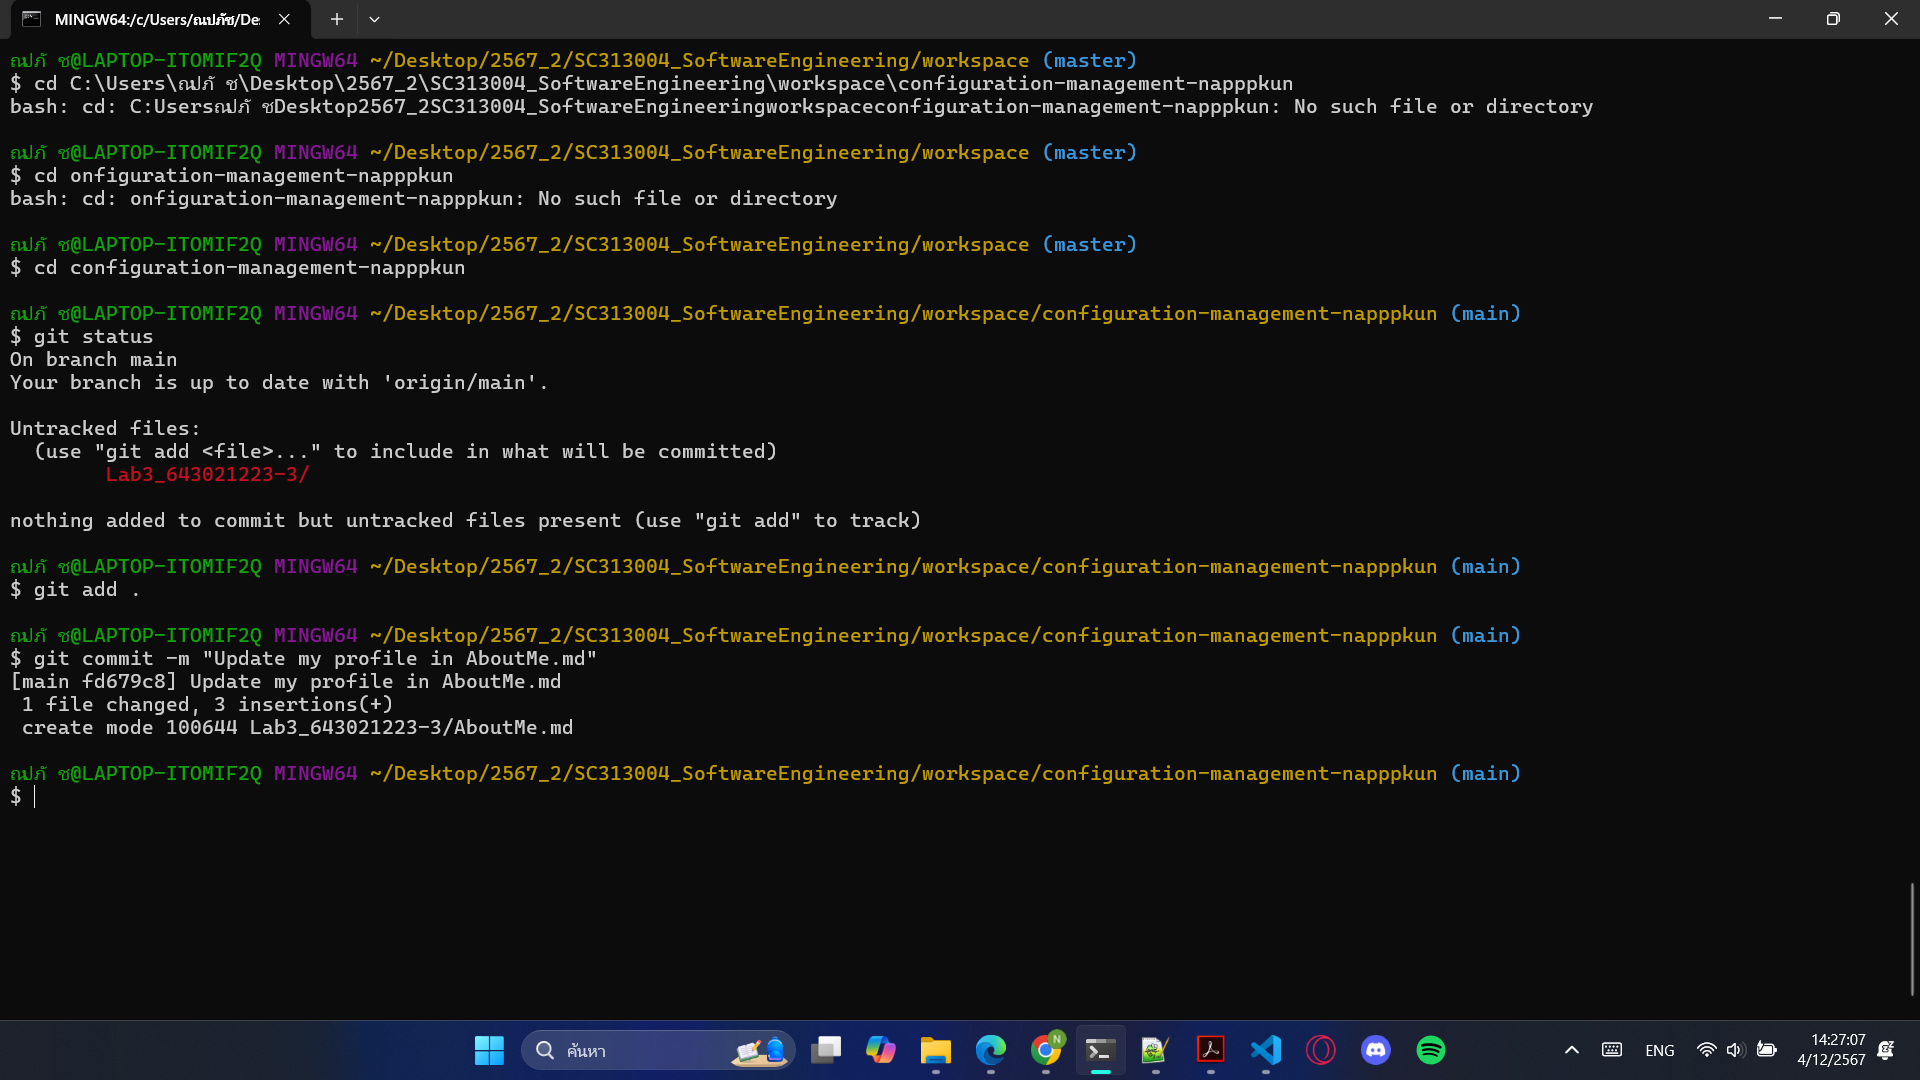 MINGW64:/c/Users/ณปภัช/De
ณปภั ช@LAPTOP-ITOMIF2Q MINGW64 ~/Desktop/2567_2/SC313004_SoftwareEngineering/workspace (master)
$ cd C:\Users\ณปภั ช\Desktop\2567_2\SC313004_SoftwareEngineering\workspace\configuration-management-napppkun
bash: cd: C:Usersณปภั ชDesktop2567_2SC313004_SoftwareEngineeringworkspaceconfiguration-management-napppkun: No such file or directory
ณปภั ช@LAPTOP-ITOMIF2Q MINGW64 ~/Desktop/2567_2/SC313004_SoftwareEngineering/workspace (master)
$ cd onfiguration-management-napppkun
bash: cd: onfiguration-management-napppkun: No such file or directory
ณปภั ช@LAPTOP-ITOMIF2Q MINGW64 ~/Desktop/2567_2/SC313004_SoftwareEngineering/workspace (master)
$ cd configuration-management-napppkun
ณปภั ช@LAPTOP-ITOMIF2Q MINGW64 ~/Desktop/2567_2/SC313004_SoftwareEngineering/workspace/configuration-management-napppkun (main)
$ git status
On branch main
Your branch is up to date with 'origin/main'.
Untracked files:
(use "git add <file>..." to include in what will be committed)
Lab3_643021223-3/
nothing added to commit but untracked files present (use "git add" to track)
ณปภั ช@LAPTOP-ITOMIF2Q MINGW64 ~/Desktop/2567_2/SC313004_SoftwareEngineering/workspace/configuration-management-napppkun (main)
$ git add .
ณปภั ช@LAPTOP-ITOMIF2Q MINGW64 ~/Desktop/2567_2/SC313004_SoftwareEngineering/workspace/configuration-management-napppkun (main)
$ git commit -m "Update my profile in AboutMe.md"
[main fd679c8] Update my profile in AboutMe.md
1 file changed, 3 insertions(+)
create mode 100644 Lab3_643021223-3/AboutMe.md
ณปภั ช@LAPTOP-ITOMIF2Q MINGW64 ~/Desktop/2567_2/SC313004_SoftwareEngineering/workspace/configuration-management-napppkun (main)
$
ค้นหา
N
ENG
14:27:07
4/12/2567